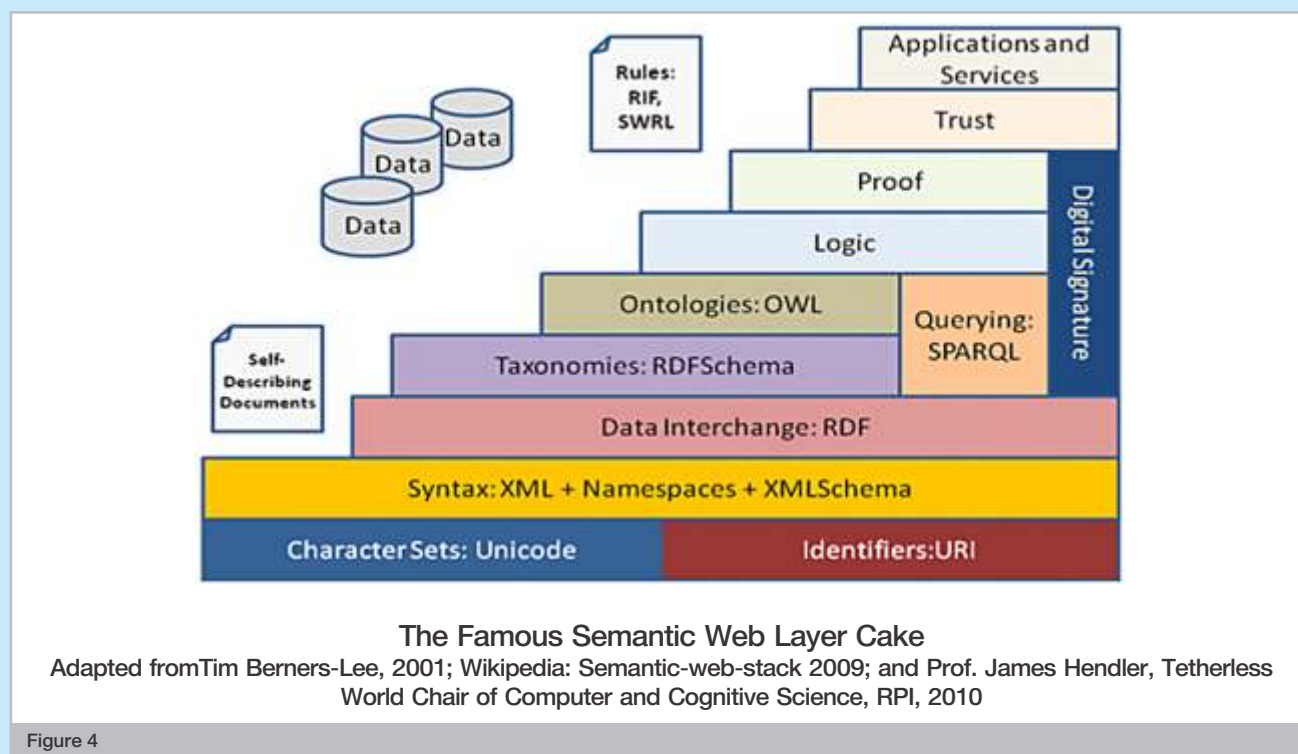 Applications and
Services
Rules:
RIF,
SWRL
Trust
Data
Data
Data
Proof
Digital Signature
Logic
Ontologies: OWL
Querying:
SPARQL
Self-
Describing
Documents
Taxonomies: RDFSchema
Data Interchange: RDF
Syntax: XML + Namespaces + XMLSchema
Character Sets: Unicode
Identifiers:URI
The Famous Semantic Web Layer Cake
Adapted fromTim Berners-Lee, 2001; Wikipedia: Semantic-web-stack 2009; and Prof. James Hendler, Tetherless
World Chair of Computer and Cognitive Science, RPI, 2010
Figure 4